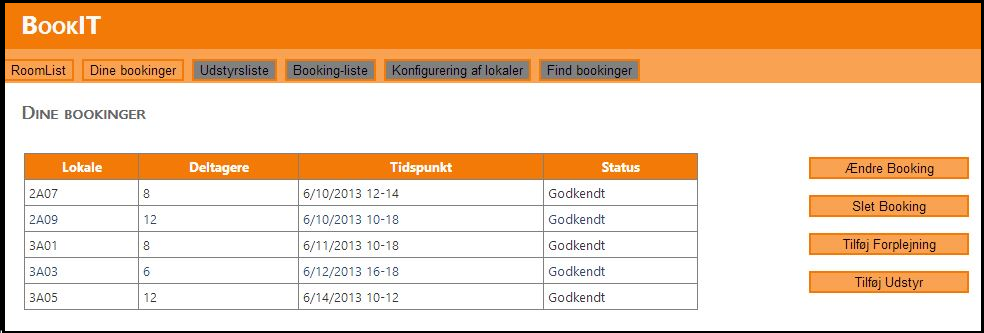 BookIT
RoomList Dine bookinger Udstyrsliste Booking-liste Konfigurering af lokaler Find bookinger
Dine bookinger
Lokale Deltagere Tidspunkt Status
2A07 8 6/10/2013 12-14 Godkendt
2A09 12 6/10/2013 10-18 Godkendt
3A01 8 6/11/2013 10-18 Godkendt
3A03 6 6/12/2013 16-18 Godkendt
3A05 12 6/14/2013 10-12 Godkendt
Ændre Booking
Slet Booking
Tilføj Forplejning
Tilføj Udstyr